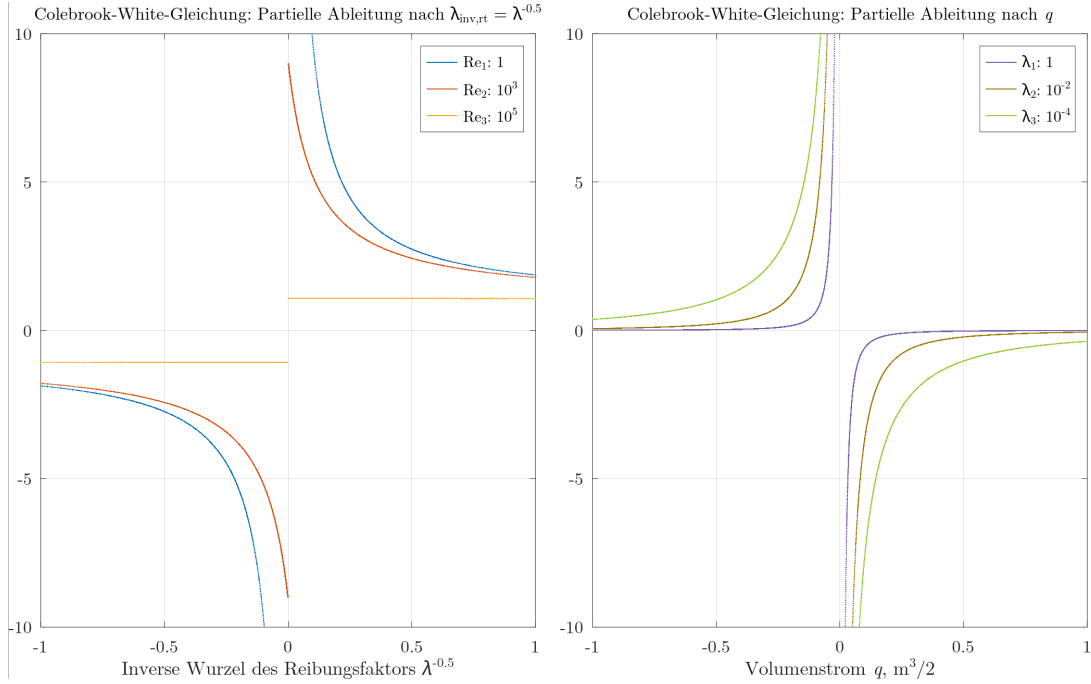 Colebrook-White-Gleichung: Partielle Ableitung nach λinv,rt = λ^-0.5
10
5
0
-5
-10
-1
-0.5
0
0.5
1
Re₁: 1
Re₂: 10³
Re₃: 10⁵
Inverse Wurzel des Reibungsfaktors λ^-0.5
Colebrook-White-Gleichung: Partielle Ableitung nach q
10
5
0
-5
-10
-1
-0.5
0
0.5
1
λ₁: 1
λ₂: 10⁻²
λ₃: 10⁻⁴
Volumenstrom q, m³/2